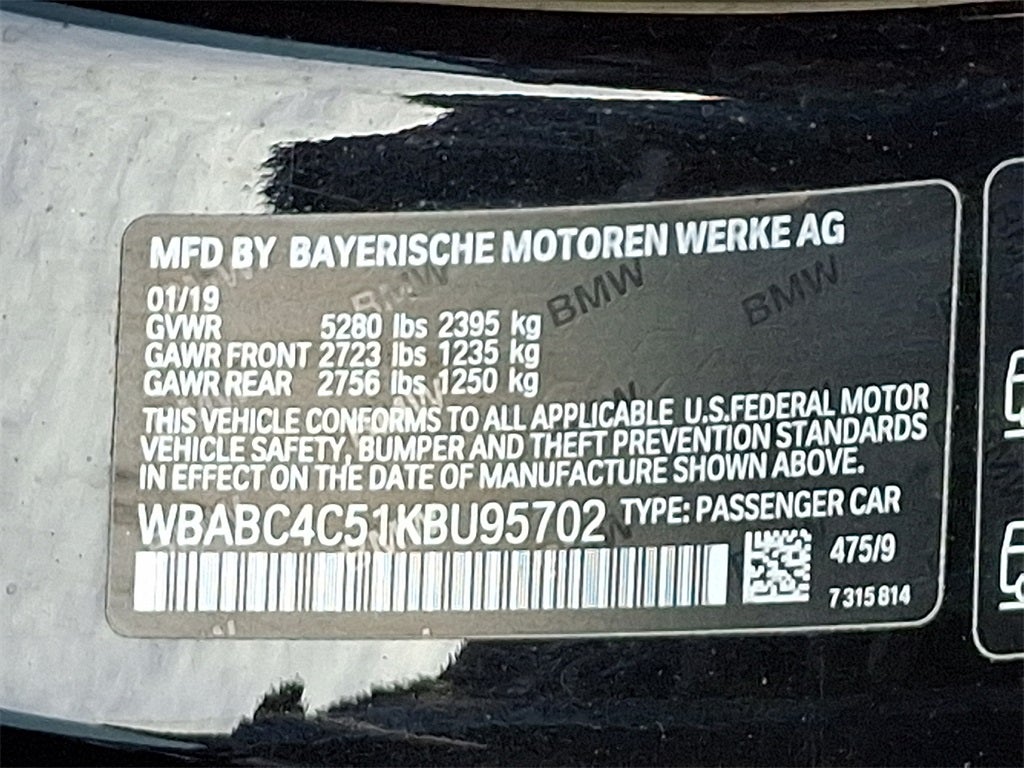 MFD BY BAYERISCHE MOTOREN WERKE AG
BMW BMW BMW
01/19
GVWR 5280 lbs 2395 kg
GAWR FRONT 2723 lbs 1235 kg
GAWR REAR 2756 lbs 1250 kg
THIS VEHICLE CONFORMS TO ALL APPLICABLE U.S.FEDERAL MOTOR
VEHICLE SAFETY, BUMPER AND THEFT PREVENTION STANDARDS
IN EFFECT ON THE DATE OF MANUFACTURE SHOWN ABOVE.
WBABC4C51KBU95702 TYPE: PASSENGER CAR
475/9
7 315 814